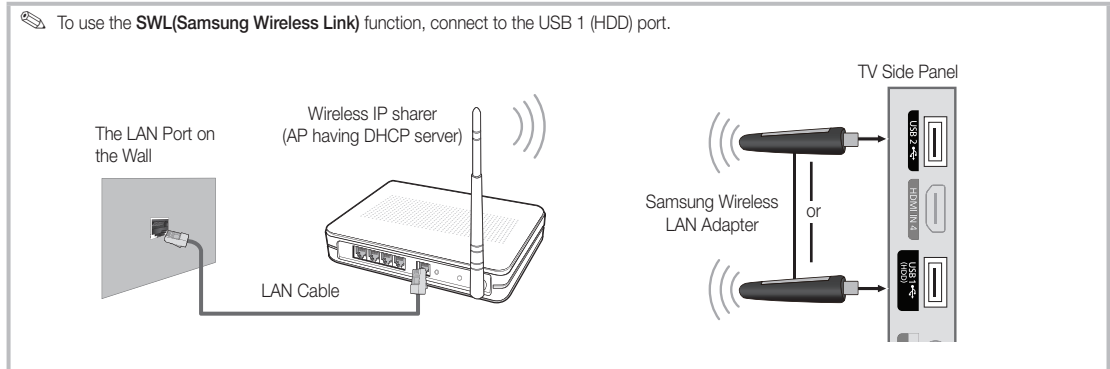 To use the SWL(Samsung Wireless Link) function, connect to the USB 1 (HDD) port.
TV Side Panel
Wireless IP sharer
(AP having DHCP server)
The LAN Port on
the Wall
LAN Cable
Samsung Wireless
LAN Adapter
or
USB 2
HDMI IN 4
USB 1
(HDD)